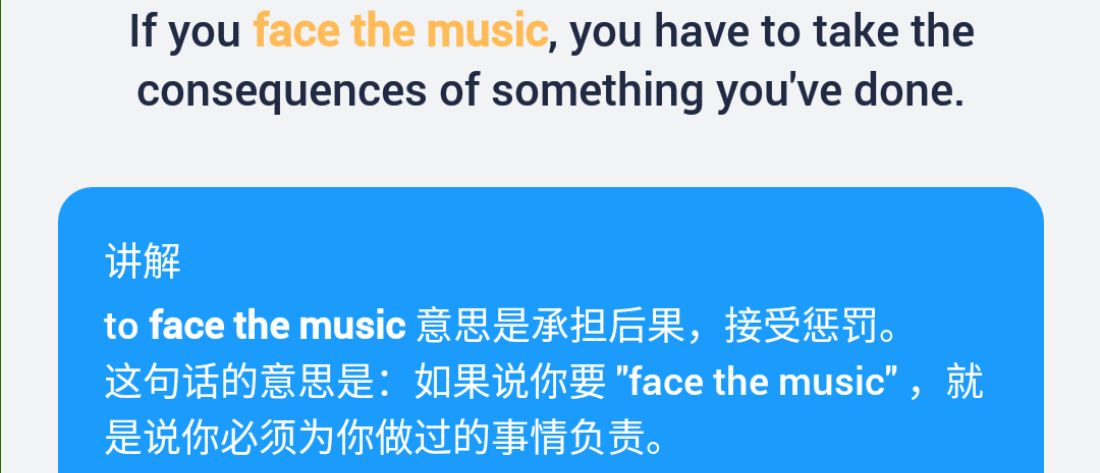 If you face the music, you have to take the
consequences of something you've done.
讲解
to face the music 意思是承担后果，接受惩罚。
这句话的意思是：如果说你要 "face the music" ，就
是说你必须为你做过的事情负责。